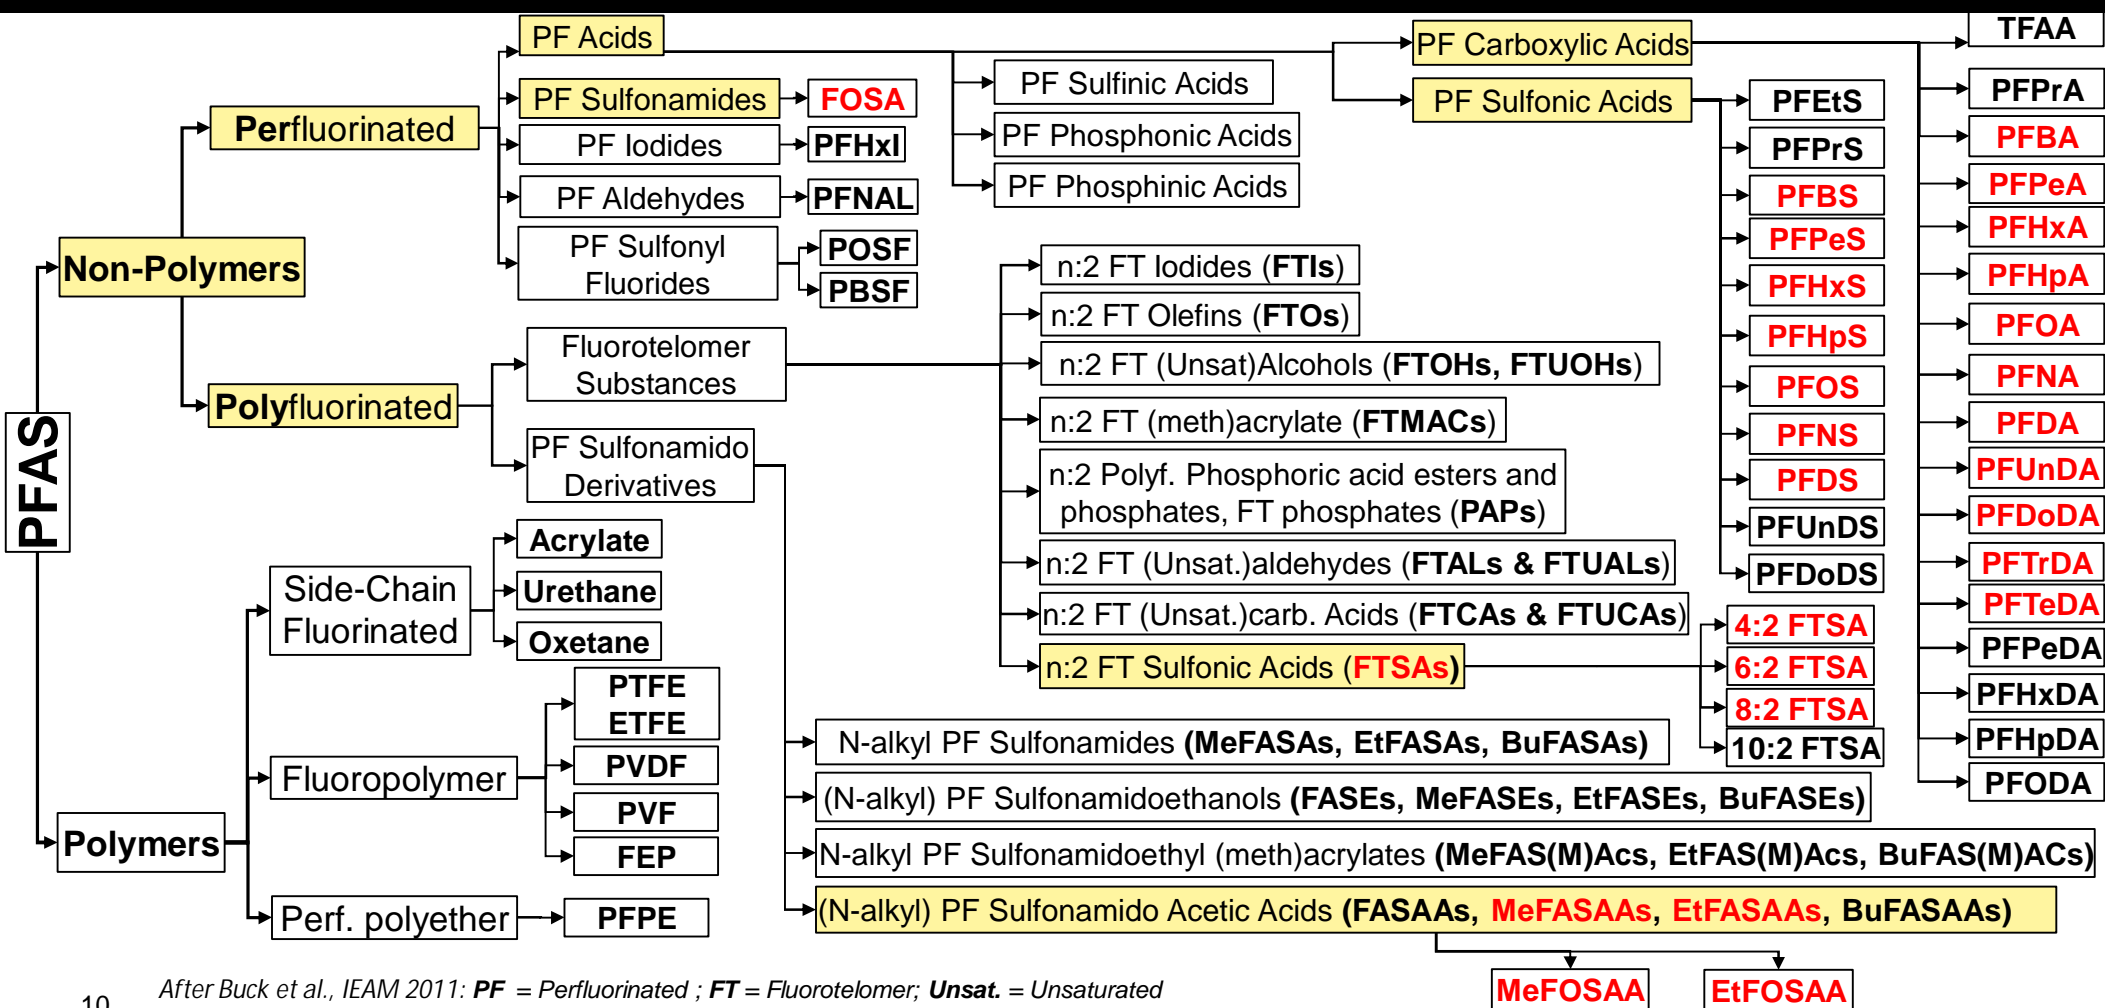 PFAS
Non-Polymers
Polymers
Perfluorinated
Polyfluorinated
PF Acids
PF Sulfonamides
FOSA
PF Iodides
PFHxI
PF Aldehydes
PFNAL
PF Sulfonyl
Fluorides
POSF
PBSF
PF Sulfinic Acids
PF Phosphonic Acids
PF Phosphinic Acids
PF Carboxylic Acids
PF Sulfonic Acids
PFEtS
PFPrS
PFBS
PFPeS
PFHxS
PFHpS
PFOS
PFNS
PFDS
PFUnDS
PFDoDS
TFAA
PFPrA
PFBA
PFPeA
PFHxA
PFHpA
PFOA
PFNA
PFDA
PFUnDA
PFDoDA
PFTrDA
PFTeDA
PFPeDA
PFHxDA
PFHpDA
PFODA
Fluorotelomer
Substances
PF Sulfonamido
Derivatives
n:2 FT Iodides (FTIs)
n:2 FT Olefins (FTOs)
n:2 FT (Unsat)Alcohols (FTOHs, FTUOHs)
n:2 FT (meth)acrylate (FTMACs)
n:2 Polyf. Phosphoric acid esters and
phosphates, FT phosphates (PAPs)
n:2 FT (Unsat.)aldehydes (FTALs & FTUALs)
n:2 FT (Unsat.)carb. Acids (FTCAs & FTUCAs)
n:2 FT Sulfonic Acids (FTSAs)
4:2 FTSA
6:2 FTSA
8:2 FTSA
10:2 FTSA
N-alkyl PF Sulfonamides (MeFASAs, EtFASAs, BuFASAs)
(N-alkyl) PF Sulfonamidoethanols (FASEs, MeFASEs, EtFASEs, BuFASEs)
N-alkyl PF Sulfonamidoethyl (meth)acrylates (MeFAS(M)Acs, EtFAS(M)Acs, BuFAS(M)ACs)
(N-alkyl) PF Sulfonamido Acetic Acids (FASAAs, MeFASAAs, EtFASAAs, BuFASAAs)
MeFOSAA
EtFOSAA
Side-Chain
Fluorinated
Acrylate
Urethane
Oxetane
Fluoropolymer
PTFE
ETFE
PVDF
PVF
FEP
Perf. polyether
PFPE
10
After Buck et al., IEAM 2011: PF = Perfluorinated ; FT = Fluorotelomer; Unsat. = Unsaturated